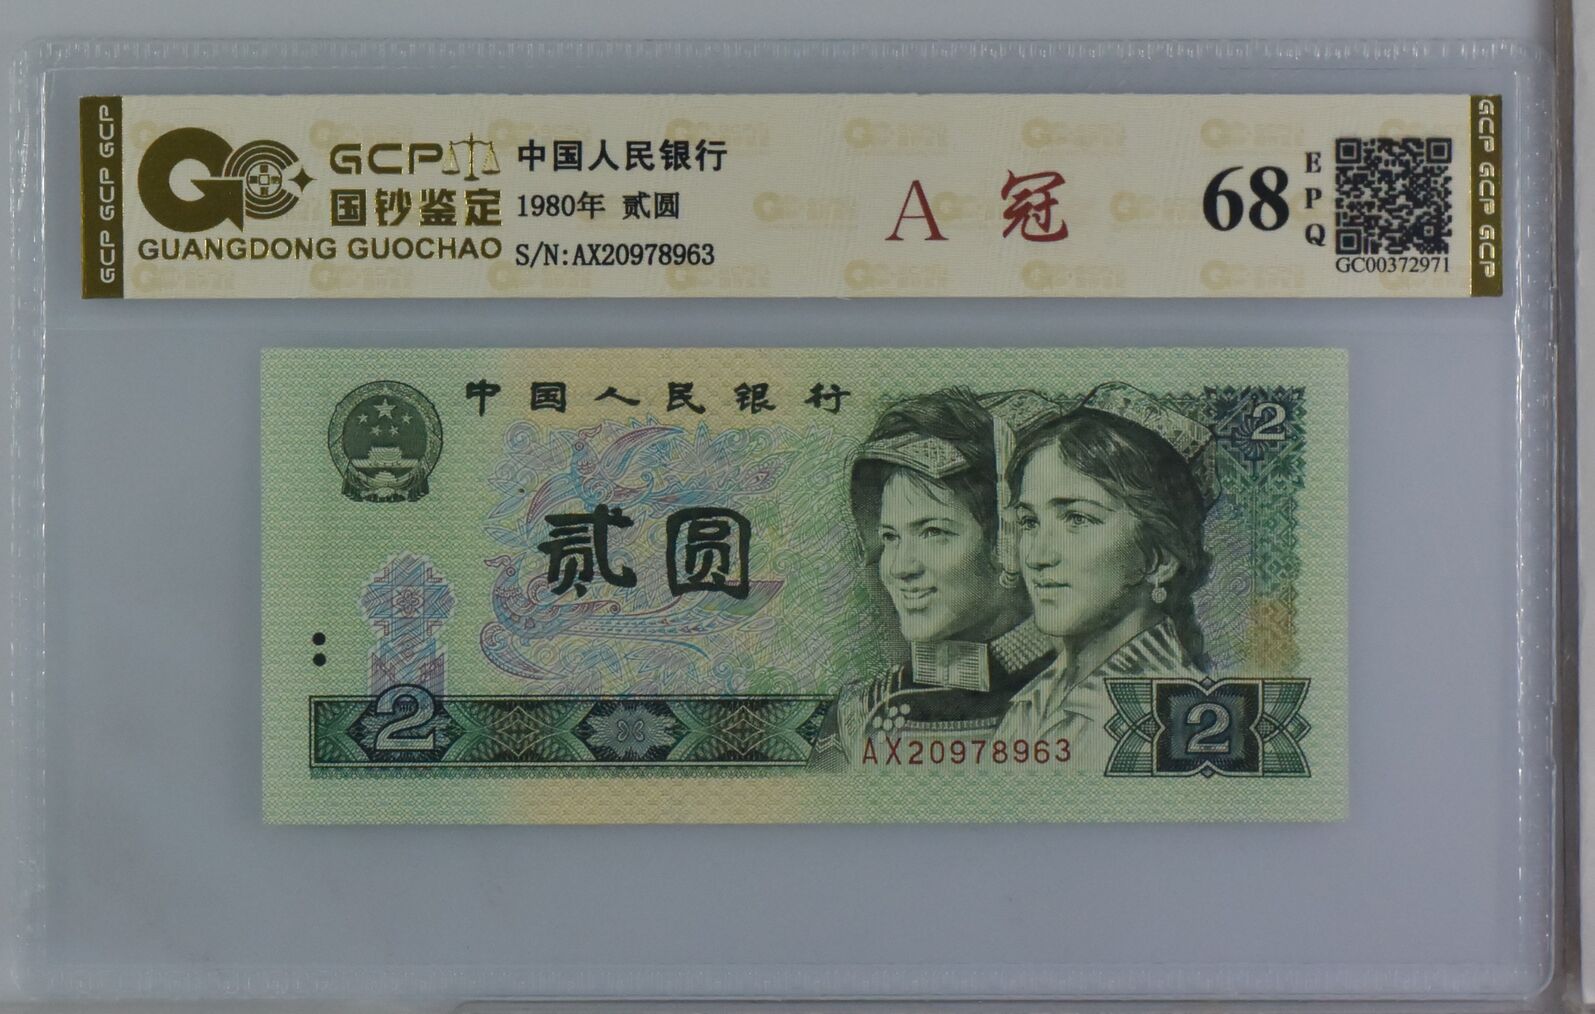 GCP GCP GCP
GCP
国钞鉴定
GUANGDONG GUOCHAO
中国人民银行
1980年 贰圆
S/N:AX20978963
A 冠
68
EPQ
GC00372971
GCP GCP GCP
中国人民银行
2
贰圆
2
AX20978963
2